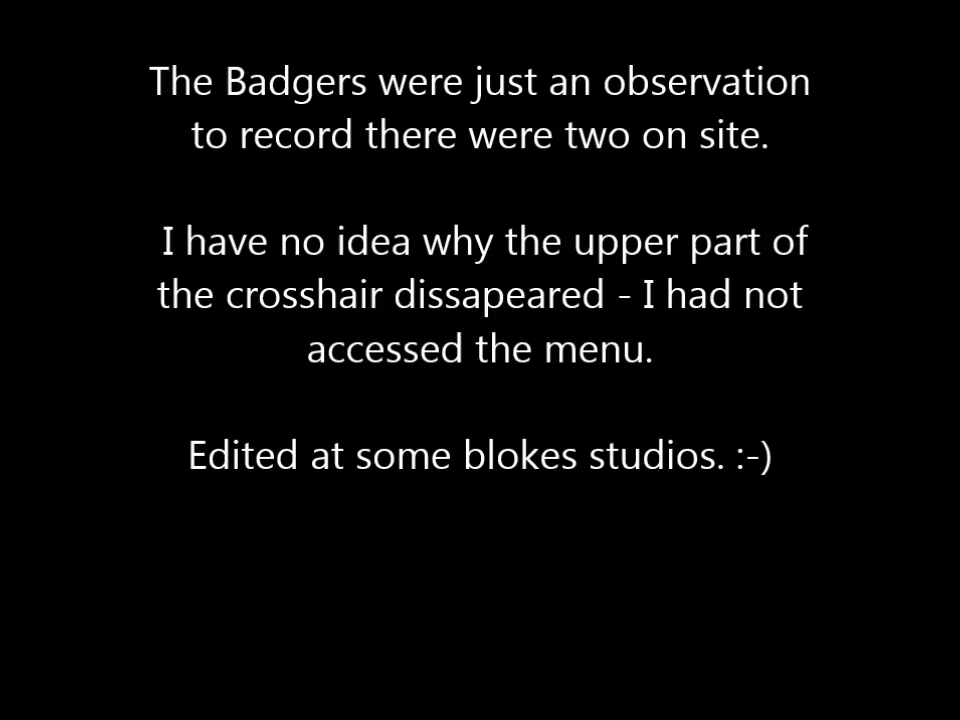 The Badgers were just an observation
to record there were two on site.
I have no idea why the upper part of
the crosshair dissapeared - I had not
accessed the menu.
Edited at some blokes studios. :-)